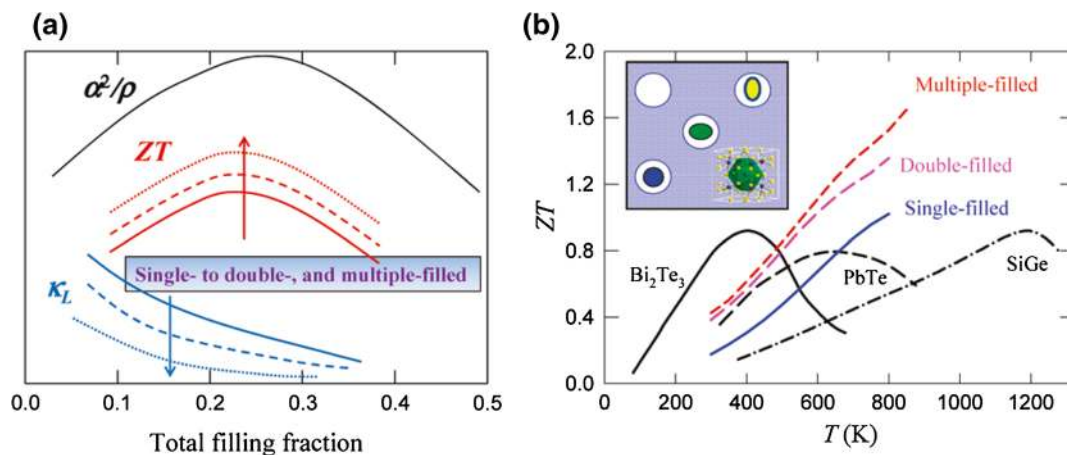 (a)
α²/ρ
ZT
Single- to double-, and multiple-filled
κL
0.0 0.1 0.2 0.3 0.4 0.5
Total filling fraction
(b)
2.0
1.6
1.2
0.8
0.4
0.0
ZT
Multiple-filled
Double-filled
Single-filled
Bi₂Te₃
PbTe
SiGe
0 200 400 600 800 1000 1200
T (K)